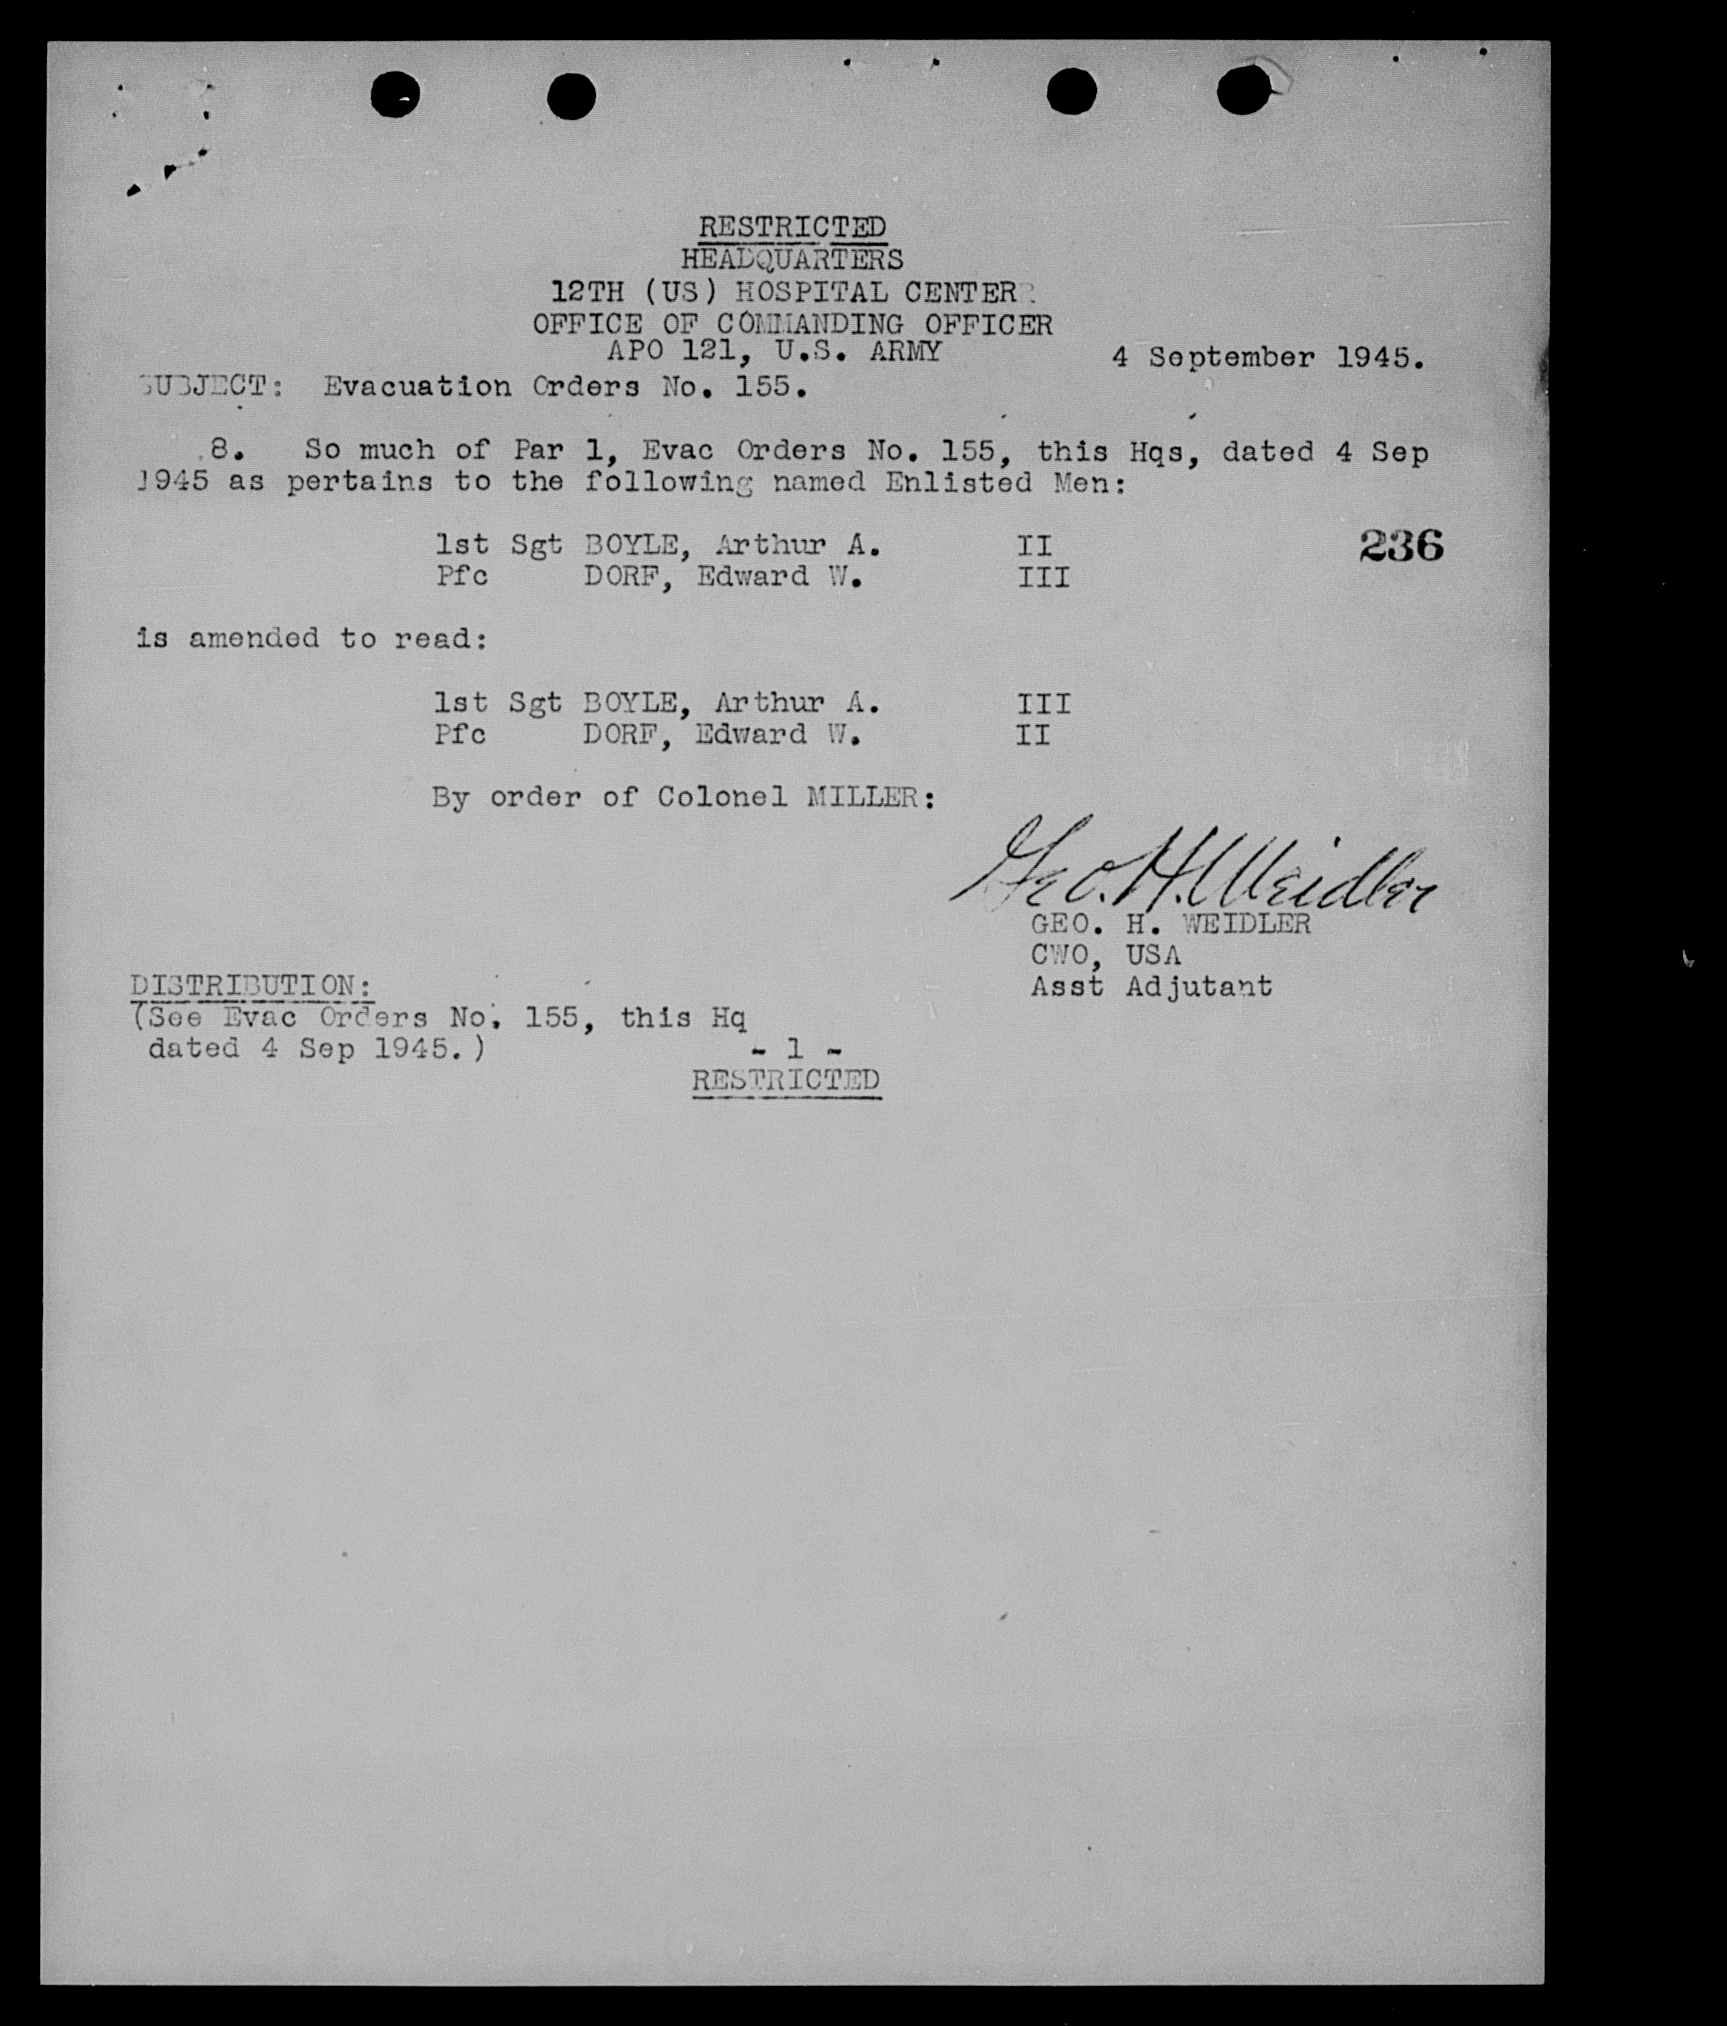 RESTRICTED
HEADQUARTERS
12TH (US) HOSPITAL CENTER
OFFICE OF COMMANDING OFFICER
APO 121, U.S. ARMY
4 September 1945.
SUBJECT: Evacuation Orders No. 155.
8. So much of Par 1, Evac Orders No. 155, this Hqs, dated 4 Sep
1945 as pertains to the following named Enlisted Men:
1st Sgt BOYLE, Arthur A. II
236
Pfc DORF, Edward W. III
is amended to read:
1st Sgt BOYLE, Arthur A. III
Pfc DORF, Edward W. II
By order of Colonel MILLER:
Geo. H. Weidler
GEO. H. WEIDLER
CWO, USA
Asst Adjutant
DISTRIBUTION:
(See Evac Orders No. 155, this Hq
dated 4 Sep 1945.)
- 1 -
RESTRICTED